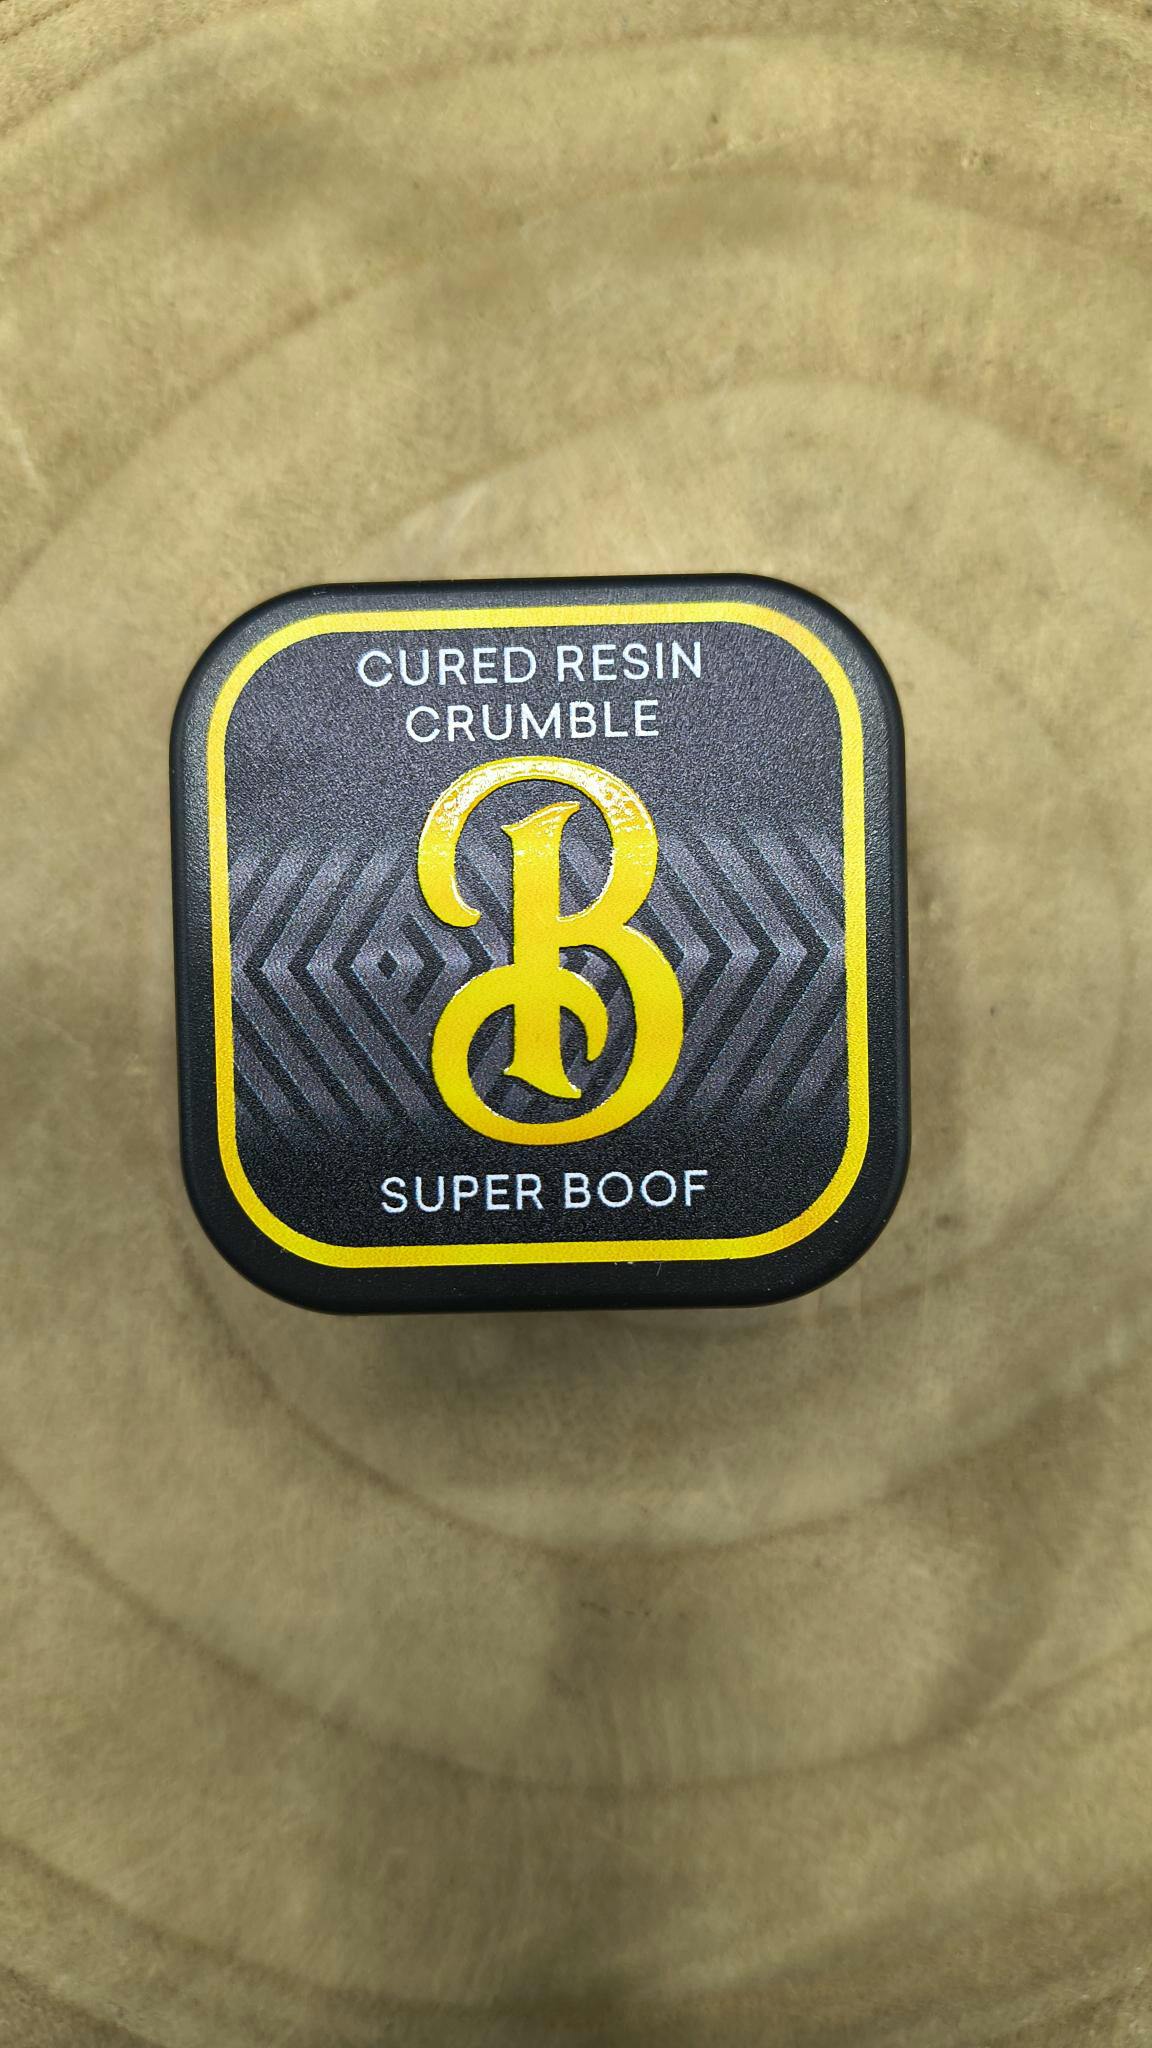 CURED RESIN
CRUMBLE
B
SUPER BOOF